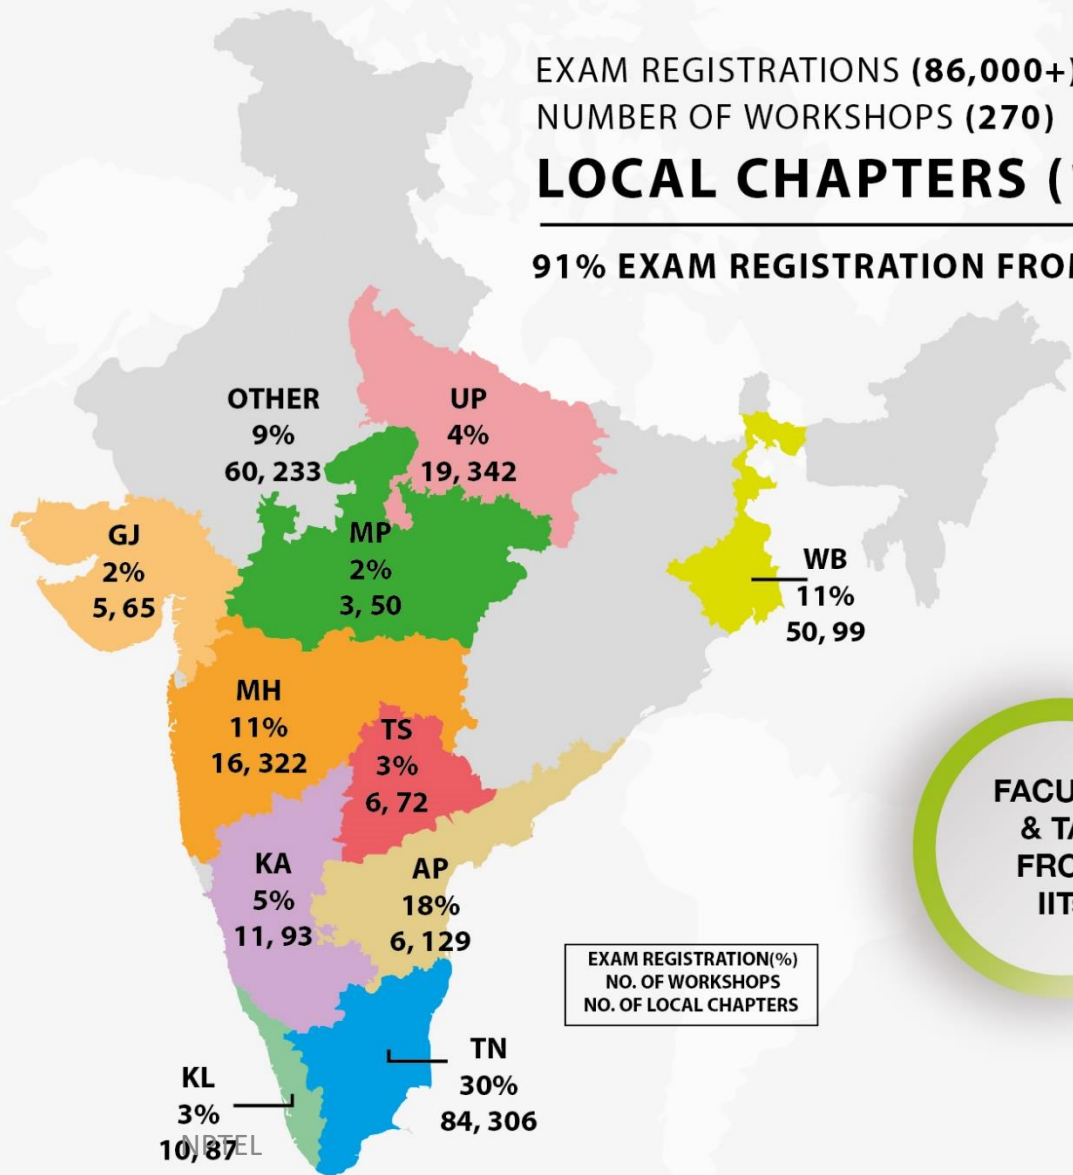 EXAM REGISTRATIONS (86,000+)
NUMBER OF WORKSHOPS (270)
LOCAL CHAPTERS (
91% EXAM REGISTRATION FROM
OTHER
9%
60, 233
UP
4%
19, 342
GJ
2%
5, 65
MP
2%
3, 50
WB
11%
50, 99
MH
11%
16, 322
TS
3%
6, 72
KA
5%
11, 93
AP
18%
6, 129
EXAM REGISTRATION(%)
NO. OF WORKSHOPS
NO. OF LOCAL CHAPTERS
FACU
& TA
FRO
IIT
KL
3%
10, 87
TN
30%
84, 306
NPTEL